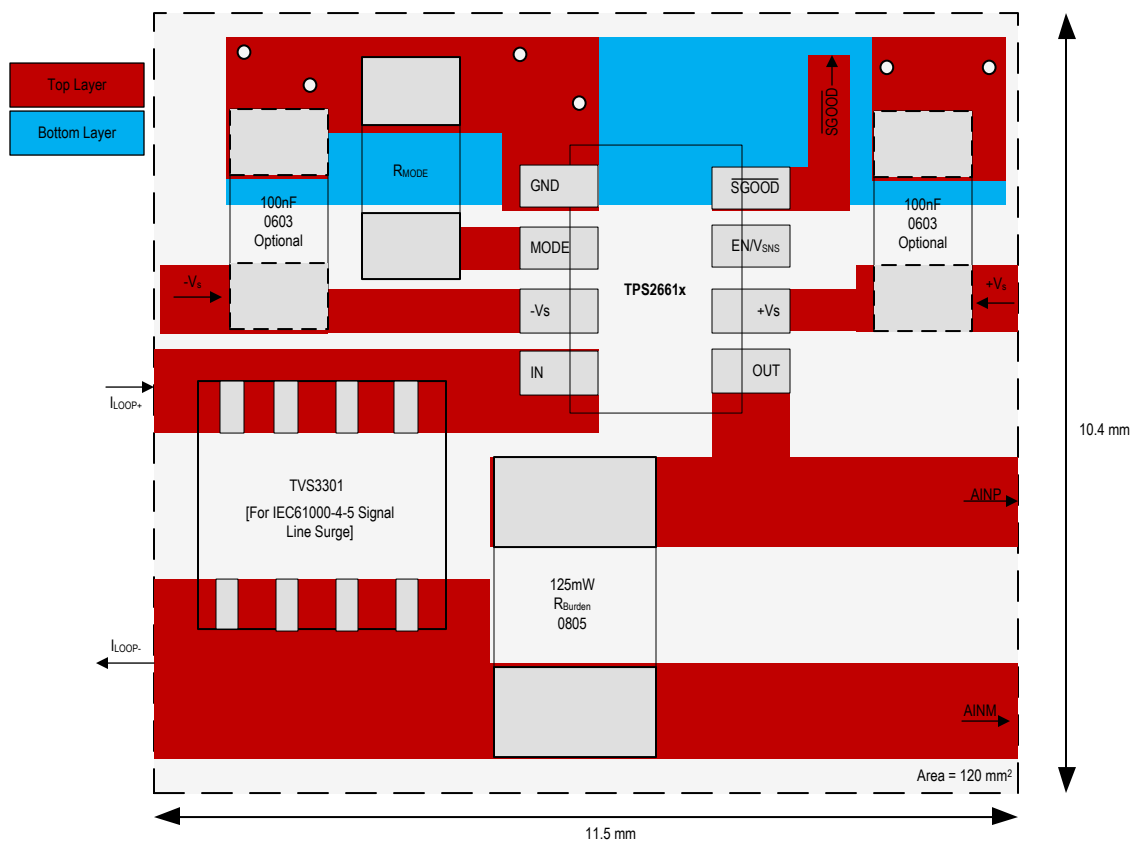 Top Layer
Bottom Layer
SGOOD
RMODE
GND
SGOOD
100nF
0603
Optional
100nF
0603
Optional
MODE
EN/VSNS
TPS2661x
-Vs
+Vs
-Vs
+Vs
IN
OUT
ILOOP+
10.4 mm
TVS3301
[For IEC61000-4-5 Signal
Line Surge]
AINP
125mW
RBurden
0805
ILOOP-
AINM
Area = 120 mm²
11.5 mm